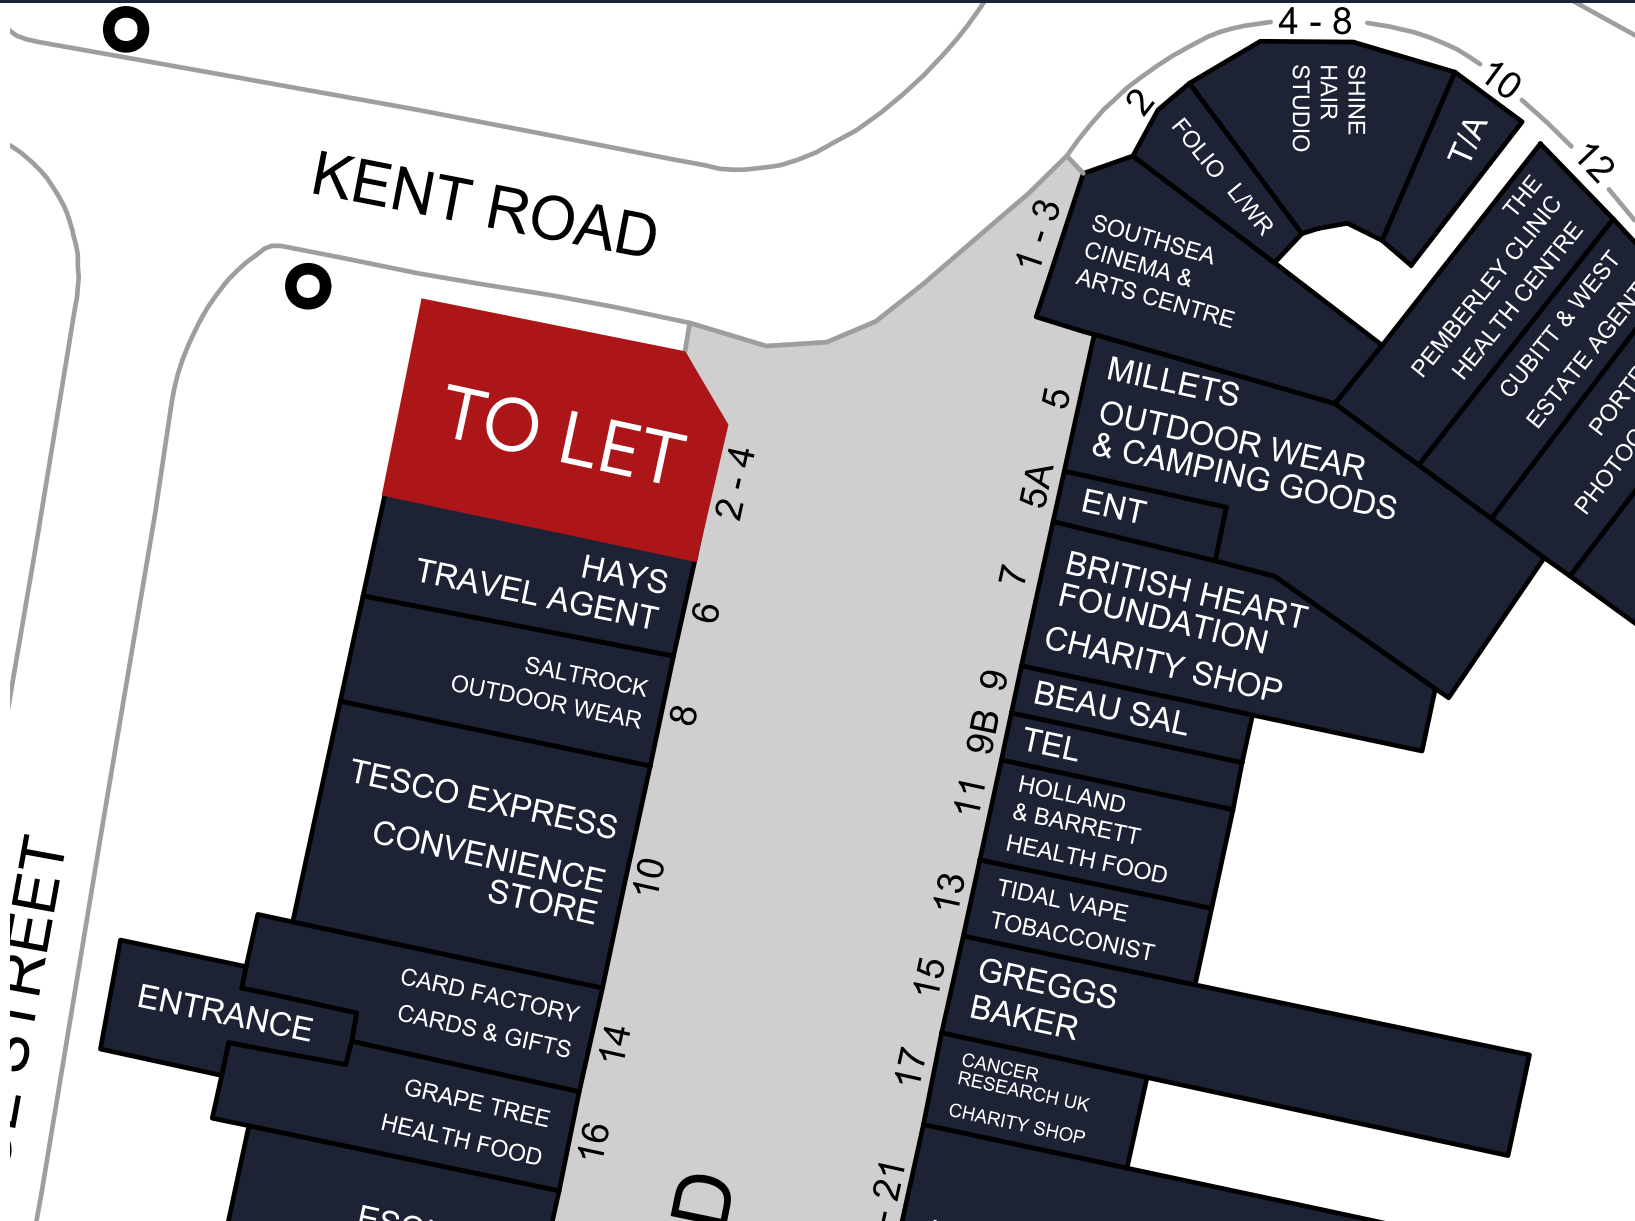 4 - 8
10
12
2
SHINE
HAIR
STUDIO
T/A
FOLIO L/WR
KENT ROAD
1 - 3
SOUTHSEA
CINEMA &
ARTS CENTRE
THE
PEMBERLEY CLINIC
HEALTH CENTRE
CUBITT & WEST
ESTATE AGENT
TO LET
2 - 4
5
MILLETS
OUTDOOR WEAR
& CAMPING GOODS
5A
ENT
HAYS
TRAVEL AGENT
6
7
BRITISH HEART
FOUNDATION
CHARITY SHOP
SALTROCK
OUTDOOR WEAR
8
9
BEAU SAL
9B
TEL
TESCO EXPRESS
CONVENIENCE
STORE
10
11
HOLLAND
& BARRETT
HEALTH FOOD
13
TIDAL VAPE
TOBACCONIST
STREET
ENTRANCE
CARD FACTORY
CARDS & GIFTS
14
15
GREGGS
BAKER
GRAPE TREE
HEALTH FOOD
16
17
CANCER
RESEARCH UK
CHARITY SHOP
- 21
D